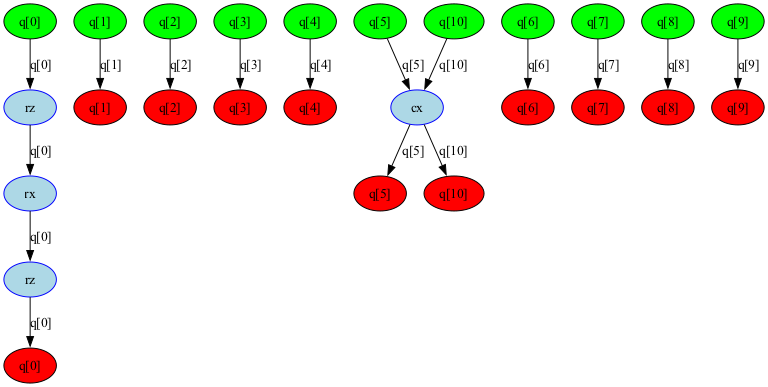 q[0] q[1] q[2] q[3] q[4] q[5] q[10] q[6] q[7] q[8] q[9]
q[0] q[1] q[2] q[3] q[4] q[5] q[10] q[6] q[7] q[8] q[9]
rz q[1] q[2] q[3] q[4] cx q[6] q[7] q[8] q[9]
q[0] q[5] q[10]
rx q[5] q[10]
q[0]
rz
q[0]
q[0]